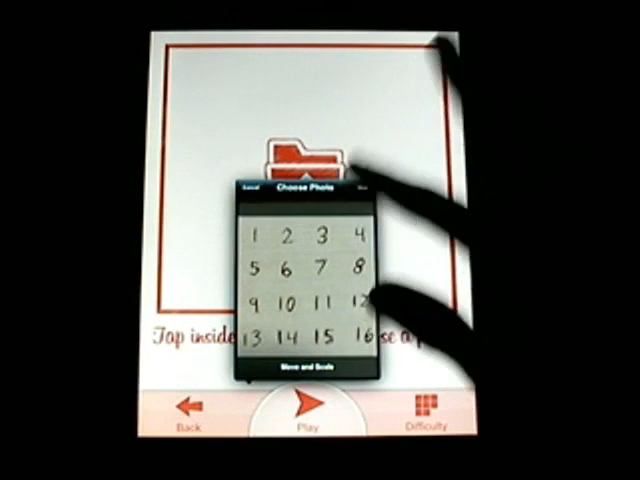 Cancel Choose Photo
1 2 3 4
5 6 7 8
9 10 11 12
13 14 15 16
Tap inside
Move and Scale
Back Play Difficulty